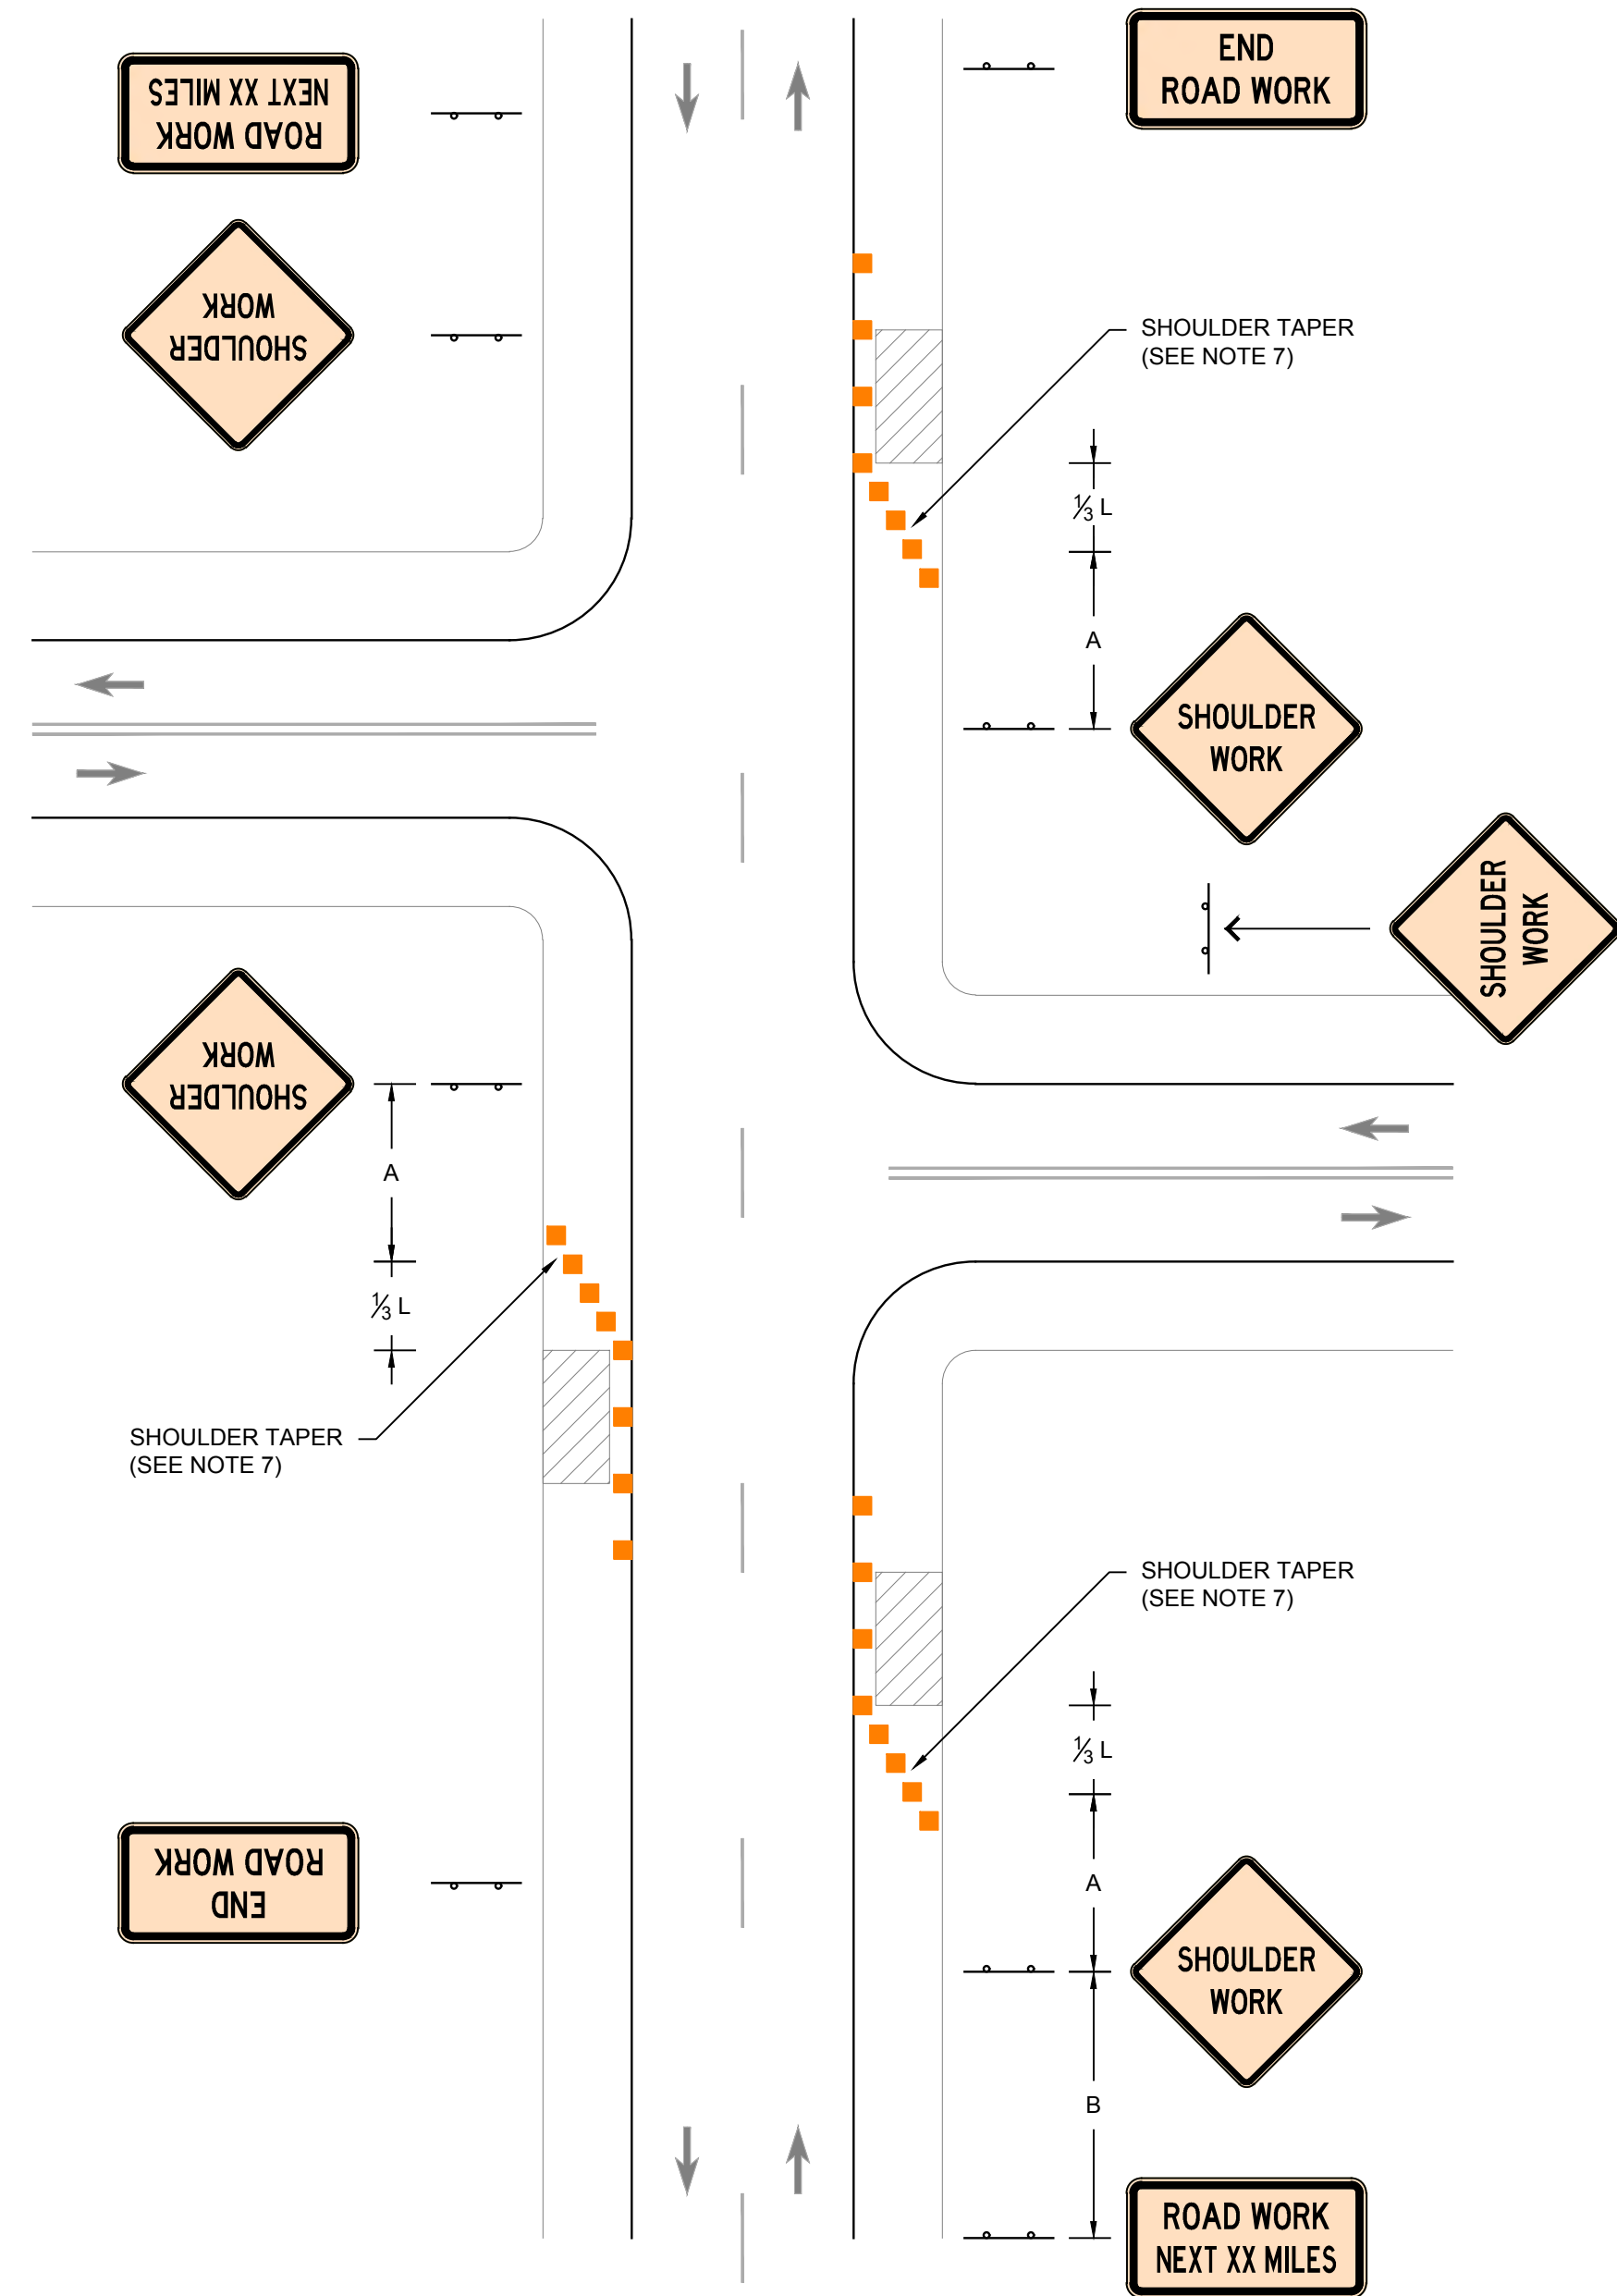 NEXT XX MILES
ROAD WORK
END
ROAD WORK
WORK
SHOULDER
SHOULDER TAPER
(SEE NOTE 7)
1/3 L
A
SHOULDER
WORK
SHOULDER
WORK
WORK
SHOULDER
A
1/3 L
SHOULDER TAPER
(SEE NOTE 7)
SHOULDER TAPER
(SEE NOTE 7)
1/3 L
A
ROAD WORK
END
SHOULDER
WORK
B
ROAD WORK
NEXT XX MILES